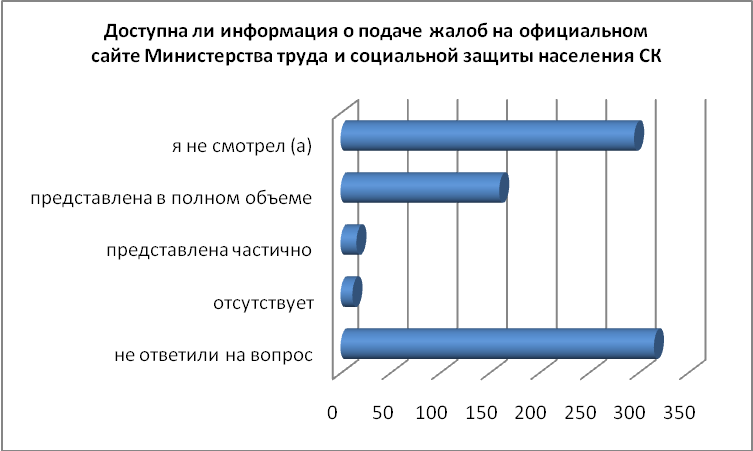 Доступна ли информация о подаче жалоб на официальном
сайте Министерства труда и социальной защиты населения СК
я не смотрел (а)
представлена в полном объеме
представлена частично
отсутствует
не ответили на вопрос
0 50 100 150 200 250 300 350